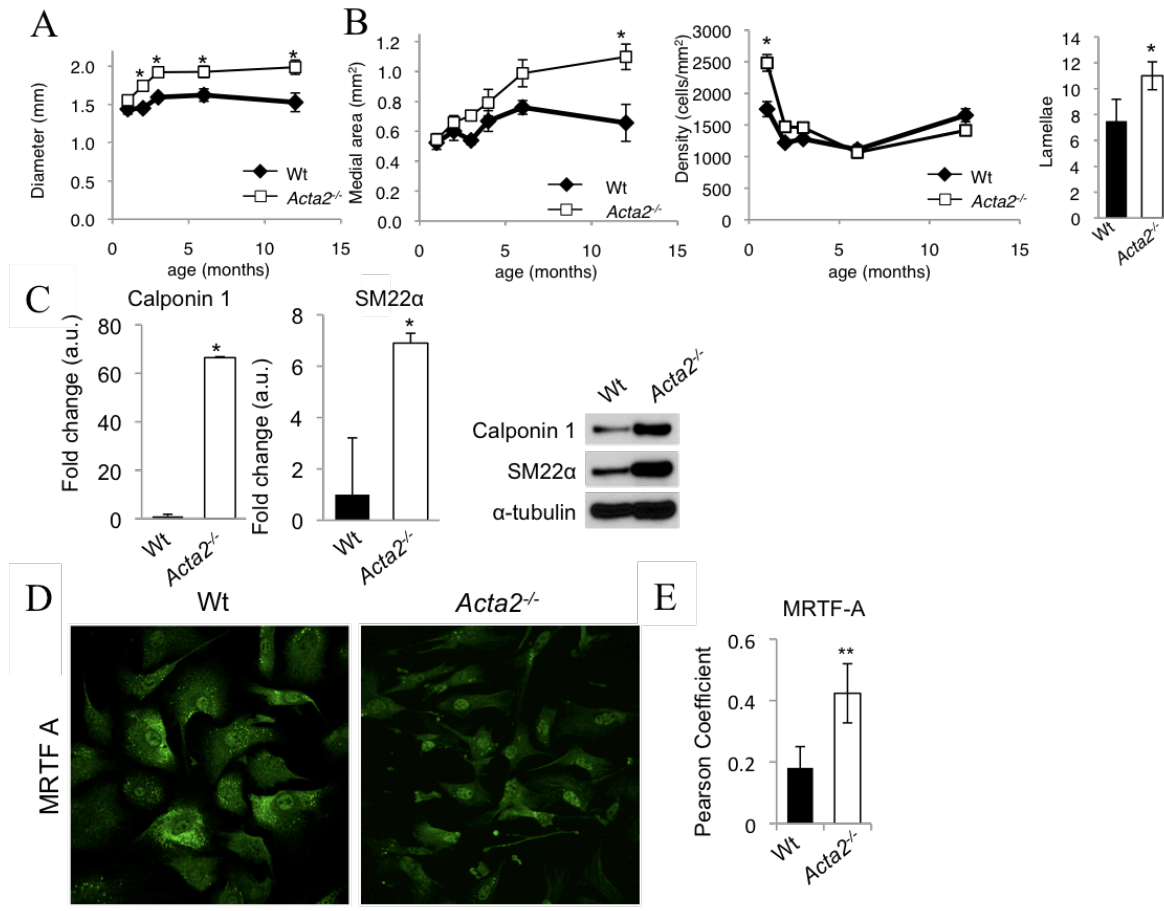 A
Diameter (mm)
2.0
1.5
1.0
0.5
0.0
* * * *
Wt
Acta2-/-
0 5 10 15
age (months)
B
Medial area (mm²)
1.2
1.0
0.8
0.6
0.4
0.2
0.0
*
Wt
Acta2-/-
0 5 10 15
age (months)
Density (cells/mm²)
3000
2500
2000
1500
1000
500
0
*
Wt
Acta2-/-
0 5 10 15
age (months)
Lamellae
14
12
10
8
6
4
2
0
*
Wt Acta2-/-
C
Calponin 1
Fold change (a.u.)
80
60
40
20
0
*
Wt Acta2-/-
SM22α
Fold change (a.u.)
8
6
4
2
0
*
Wt Acta2-/-
Wt Acta2-/-
Calponin 1
SM22α
α-tubulin
D
Wt Acta2-/-
MRTF A
E
MRTF-A
Pearson Coefficient
0.6
0.4
0.2
0
**
Wt Acta2-/-